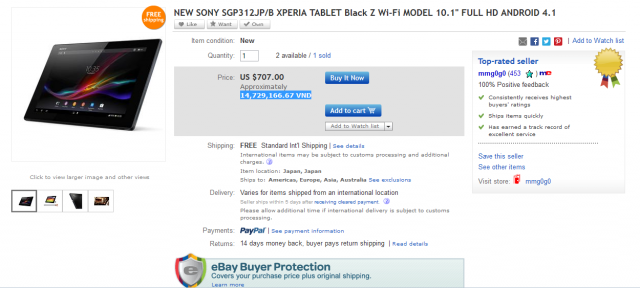 NEW SONY SGP312JP/B XPERIA TABLET Black Z Wi-Fi MODEL 10.1" FULL HD ANDROID 4.1
FREE shipping
Like Want Own
Item condition: New
Quantity: 1 2 available / 1 sold
Price: US $707.00 Buy It Now
Approximately
14,729,166.67 VND
Add to cart
Add to Watch list
Shipping: FREE Standard Int'l Shipping | See details
International items may be subject to customs processing and additional
charges.
Item location: Japan, Japan
Ships to: Americas, Europe, Asia, Australia See exclusions
Delivery: Varies for items shipped from an international location
Seller ships within 9 days after receiving cleared payment.
Please allow additional time if international delivery is subject to customs
processing.
Payments: PayPal | See payment information
Returns: 14 days money back, buyer pays return shipping | Read details
eBay Buyer Protection
Covers your purchase price plus original shipping.
Learn more
Click to view larger image and other views
| Add to Watch list
Top-rated seller
mmg0g0 (453 ) me
100% Positive feedback
Consistently receives highest
buyers' ratings
Ships items quickly
Has earned a track record of
excellent service
Save this seller
See other items
Visit store: mmg0g0